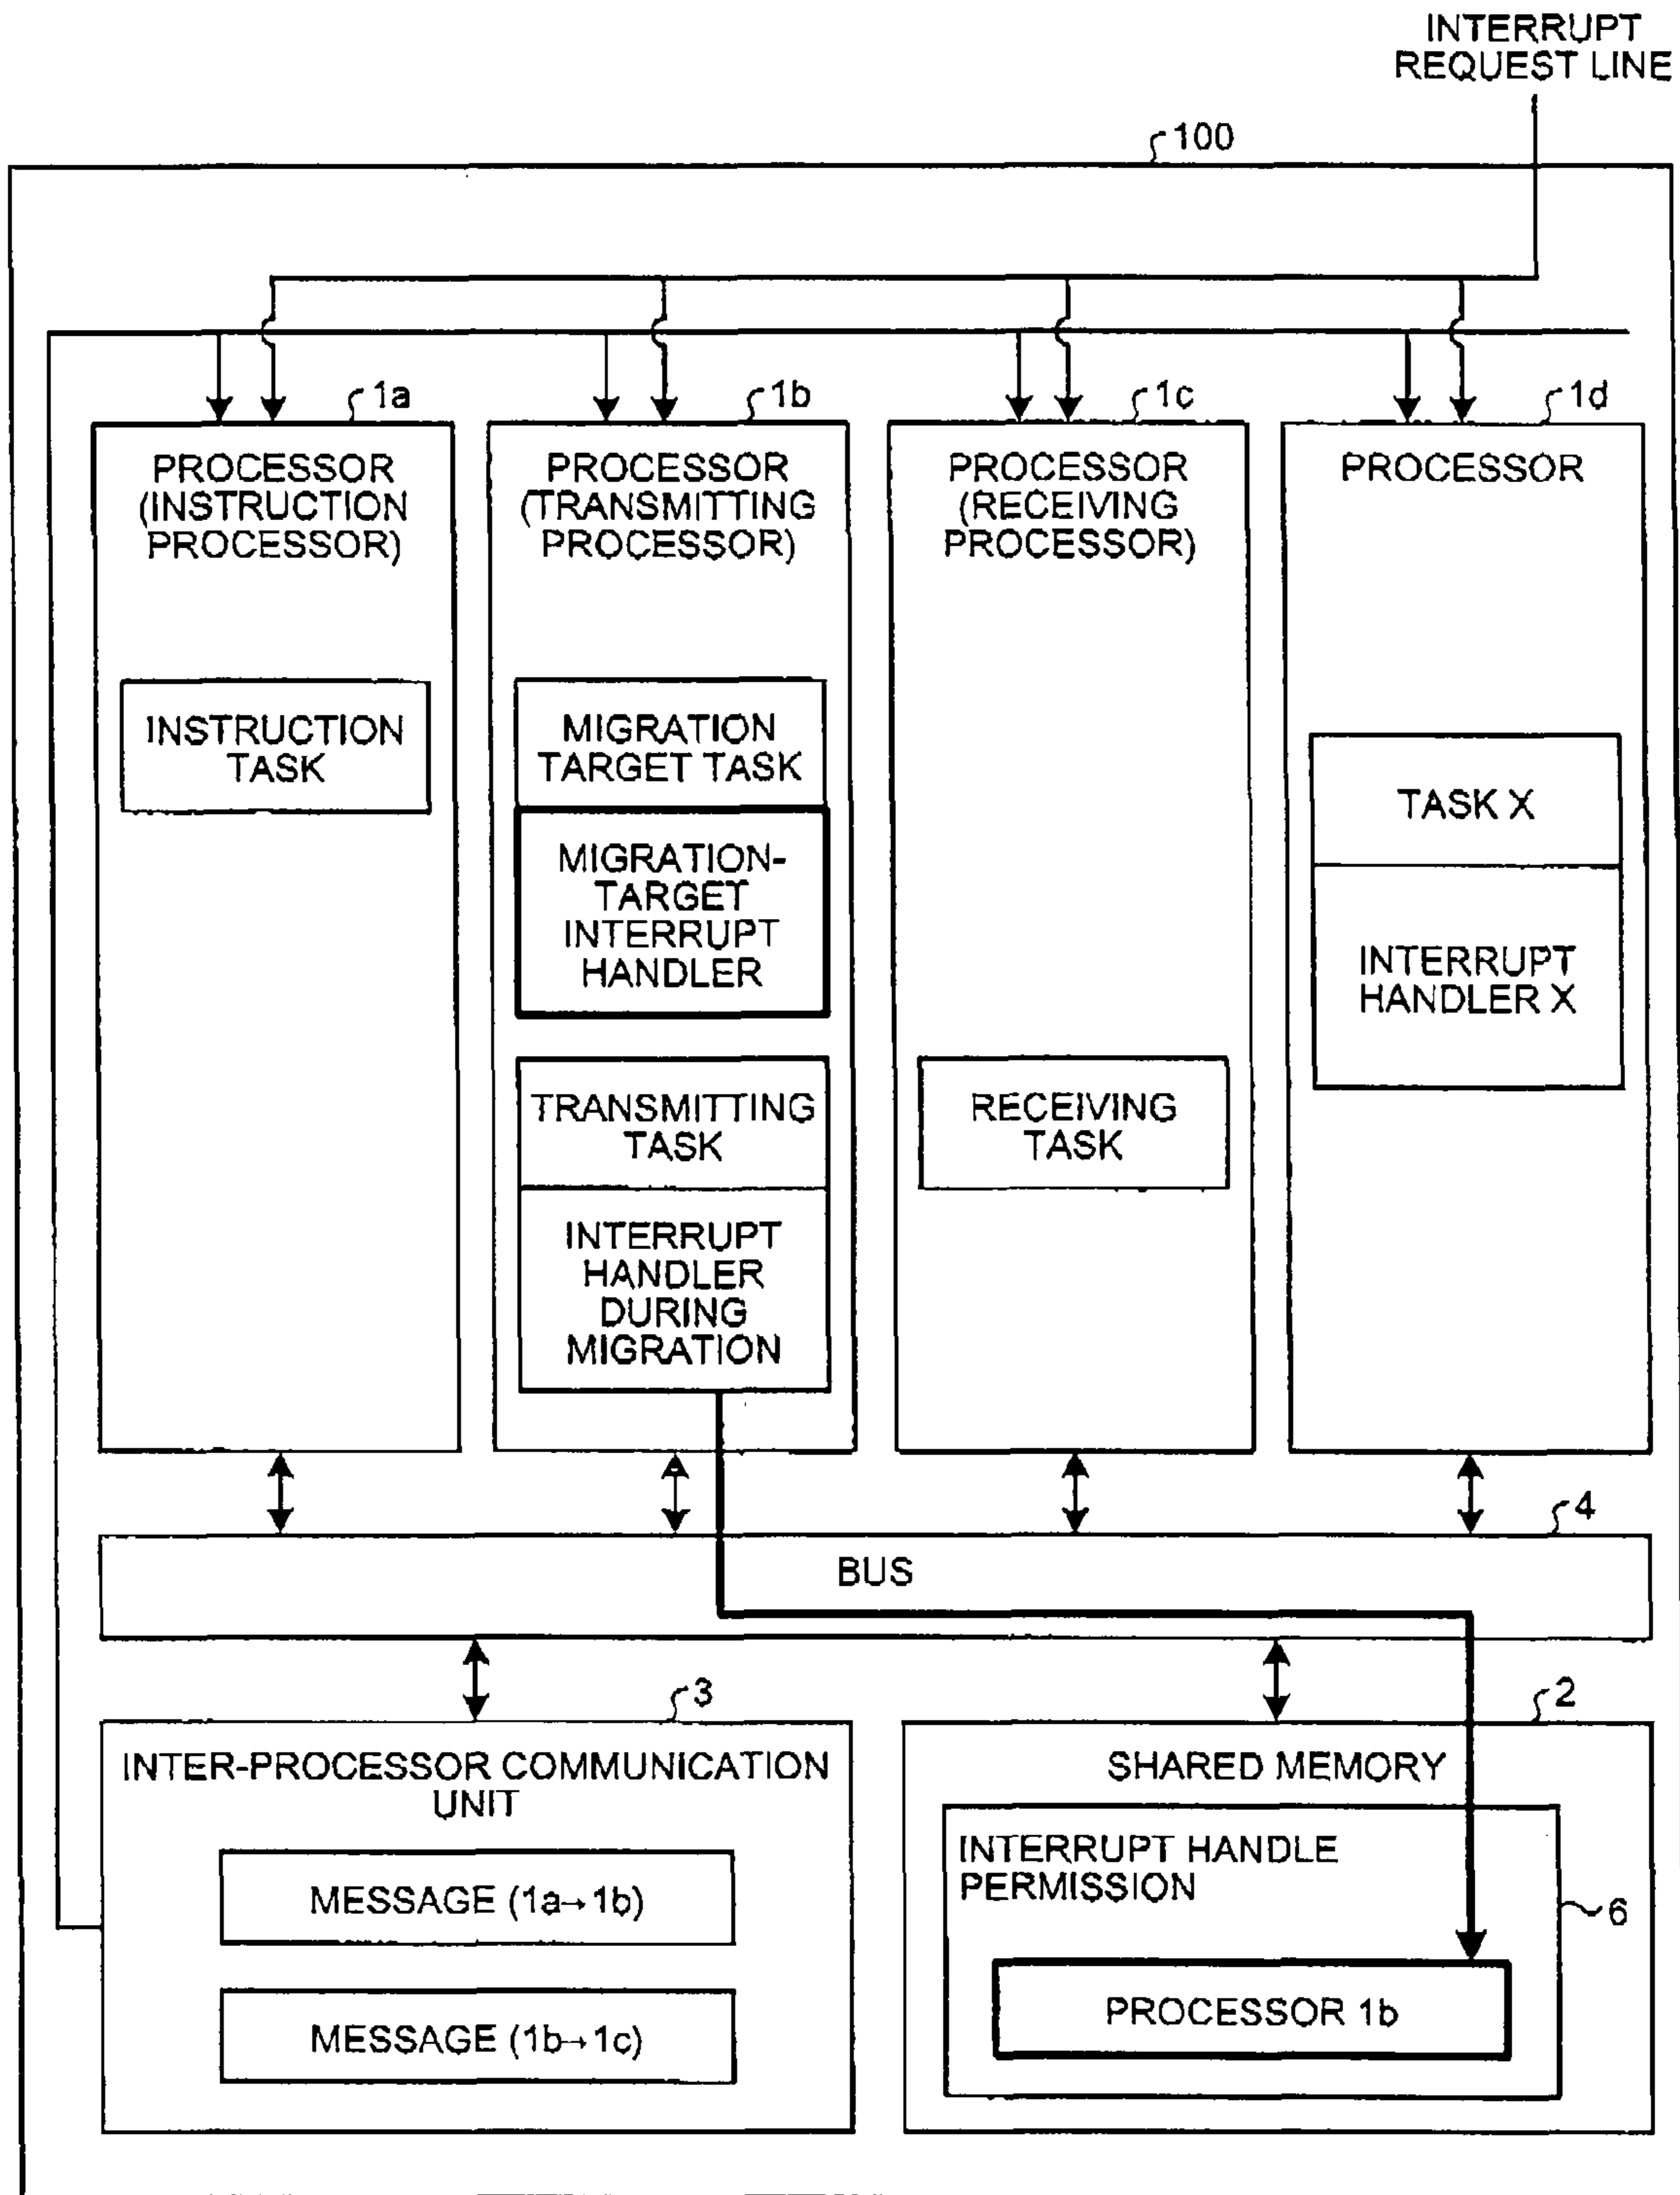 INTERRUPT
REQUEST LINE
100
1a
1b
1c
1d
PROCESSOR
(INSTRUCTION
PROCESSOR)
INSTRUCTION
TASK
PROCESSOR
(TRANSMITTING
PROCESSOR)
MIGRATION
TARGET TASK
MIGRATION-
TARGET
INTERRUPT
HANDLER
TRANSMITTING
TASK
INTERRUPT
HANDLER
DURING
MIGRATION
PROCESSOR
(RECEIVING
PROCESSOR)
RECEIVING
TASK
PROCESSOR
TASK X
INTERRUPT
HANDLER X
4
BUS
3
INTER-PROCESSOR COMMUNICATION
UNIT
MESSAGE (1a→1b)
MESSAGE (1b→1c)
2
SHARED MEMORY
INTERRUPT HANDLE
PERMISSION
6
PROCESSOR 1b